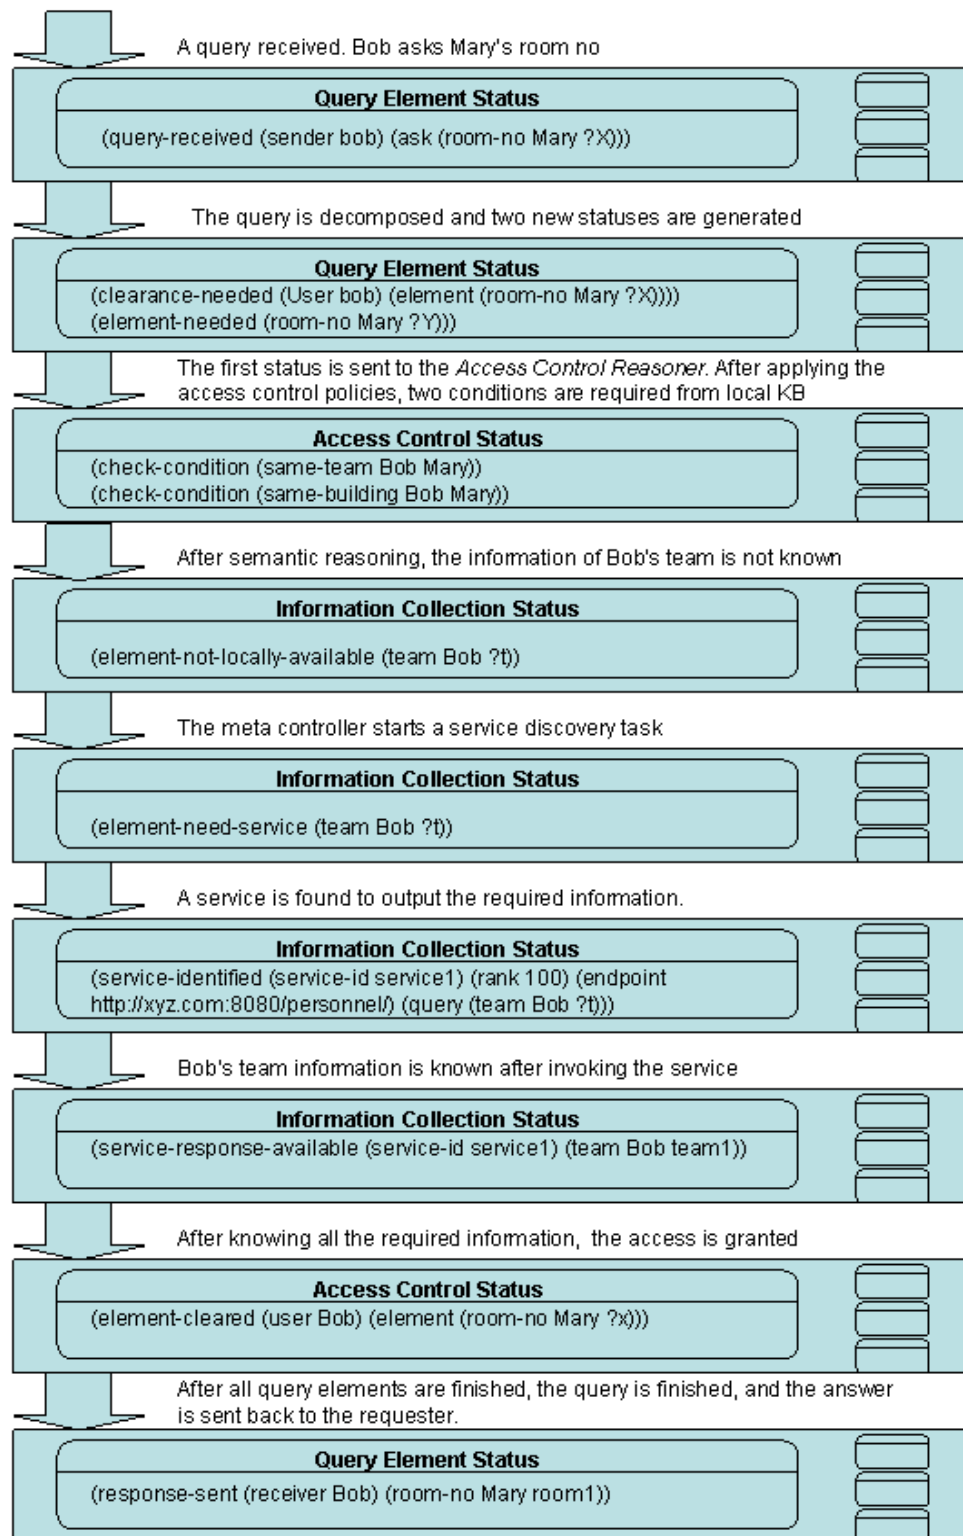 A query received. Bob asks Mary's room no
Query Element Status
(query-received (sender bob) (ask (room-no Mary ?X)))
The query is decomposed and two new statuses are generated
Query Element Status
(clearance-needed (User bob) (element (room-no Mary ?X))))
(element-needed (room-no Mary ?Y)))
The first status is sent to the Access Control Reasoner. After applying the
access control policies, two conditions are required from local KB
Access Control Status
(check-condition (same-team Bob Mary))
(check-condition (same-building Bob Mary))
After semantic reasoning, the information of Bob's team is not known
Information Collection Status
(element-not-locally-available (team Bob ?t))
The meta controller starts a service discovery task
Information Collection Status
(element-need-service (team Bob ?t))
A service is found to output the required information.
Information Collection Status
(service-identified (service-id service1) (rank 100) (endpoint
http://xyz.com:8080/personnel/) (query (team Bob ?t)))
Bob's team information is known after invoking the service
Information Collection Status
(service-response-available (service-id service1) (team Bob team1))
After knowing all the required information, the access is granted
Access Control Status
(element-cleared (user Bob) (element (room-no Mary ?x)))
After all query elements are finished, the query is finished, and the answer
is sent back to the requester.
Query Element Status
(response-sent (receiver Bob) (room-no Mary room1))